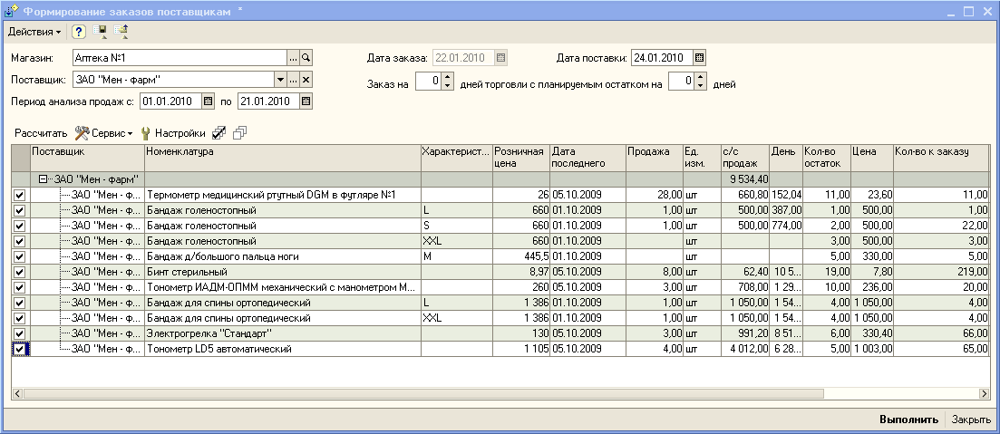 Формирование заказов поставщикам *
Действия
Магазин: Аптека №1 Дата заказа: 22.01.2010 Дата поставки: 24.01.2010
Поставщик: ЗАО "Мен - фарм" Заказ на 0 дней торговли с планируемым остатком на 0 дней
Период анализа продаж с: 01.01.2010 по 21.01.2010
Рассчитать Сервис Настройки
Поставщик Номенклатура Характерист... Розничная цена Дата последнего Продажа Ед. изм. с/с продаж День Кол-во остаток Цена Кол-во к заказу
ЗАО "Мен - фарм" 9 534,40
ЗАО "Мен - ф... Термометр медицинский ртутный DGM в футляре №1 26 05.10.2009 28,00 шт 660,80 152,04 11,00 23,60 11,00
ЗАО "Мен - ф... Бандаж голеностопный L 660 01.10.2009 1,00 шт 500,00 387,00 1,00 500,00 1,00
ЗАО "Мен - ф... Бандаж голеностопный S 660 01.10.2009 1,00 шт 500,00 774,00 2,00 500,00 22,00
ЗАО "Мен - ф... Бандаж голеностопный XXL 660 01.10.2009 шт 3,00 500,00 3,00
ЗАО "Мен - ф... Бандаж д/большого пальца ноги M 445,5 01.10.2009 шт 5,00 330,00 5,00
ЗАО "Мен - ф... Бинт стерильный 8,97 05.10.2009 8,00 шт 62,40 10 5... 19,00 7,80 219,00
ЗАО "Мен - ф... Тонометр ИАДМ-ОПММ механический с манометром М... 260 05.10.2009 3,00 шт 708,00 1 29... 10,00 236,00 20,00
ЗАО "Мен - ф... Бандаж для спины ортопедический L 1 386 01.10.2009 1,00 шт 1 050,00 1 54... 4,00 1 050,00 4,00
ЗАО "Мен - ф... Бандаж для спины ортопедический XXL 1 386 01.10.2009 1,00 шт 1 050,00 1 54... 4,00 1 050,00 4,00
ЗАО "Мен - ф... Электрогрелка "Стандарт" 130 05.10.2009 3,00 шт 991,20 8 51... 6,00 330,40 66,00
ЗАО "Мен - ф... Тонометр LD5 автоматический 1 105 05.10.2009 4,00 шт 4 012,00 6 28... 5,00 1 003,00 65,00
Выполнить Закрыть